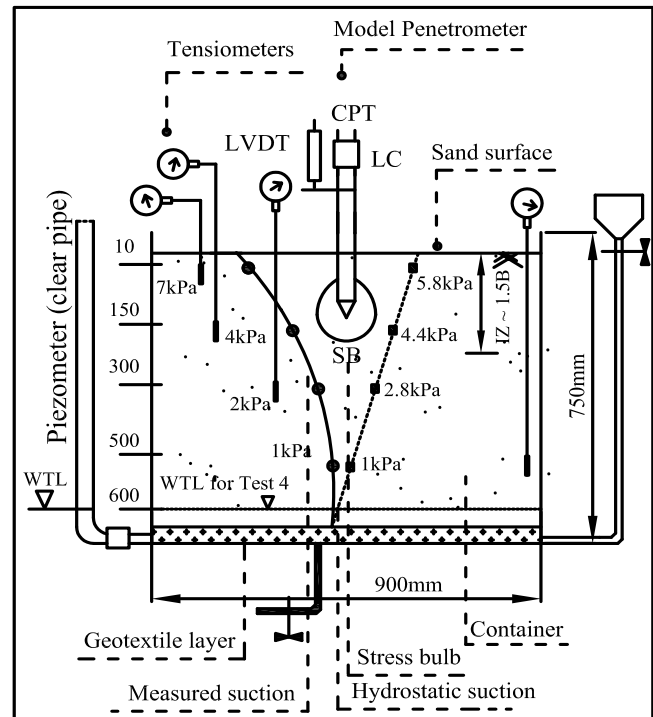 Model Penetrometer
Tensiometers
CPT
LVDT
LC
Sand surface
10
7kPa
5.8kPa
150
4kPa
4.4kPa
IZ ~ 1.5B
SB
300
2kPa
2.8kPa
750mm
Piezometer (clear pipe)
500
1kPa
1kPa
WTL
WTL for Test 4
600
900mm
Geotextile layer
Container
Stress bulb
Measured suction
Hydrostatic suction